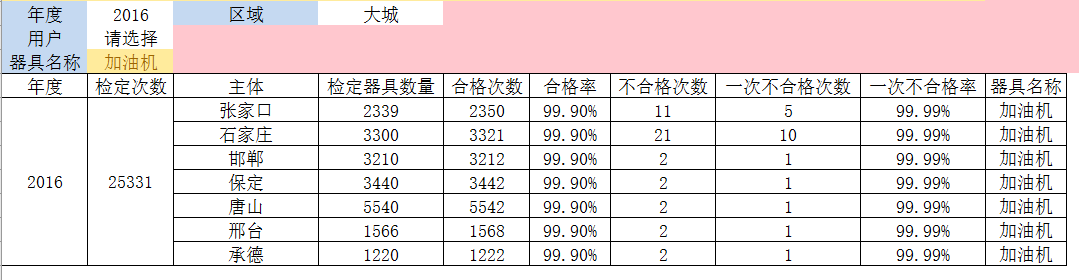 年度 2016 区域 大城
用户 请选择
器具名称 加油机
年度 检定次数 主体 检定器具数量 合格次数 合格率 不合格次数 一次不合格次数 一次不合格率 器具名称
张家口 2339 2350 99.90% 11 5 99.99% 加油机
石家庄 3300 3321 99.90% 21 10 99.99% 加油机
邯郸 3210 3212 99.90% 2 1 99.99% 加油机
2016 25331 保定 3440 3442 99.90% 2 1 99.99% 加油机
唐山 5540 5542 99.90% 2 1 99.99% 加油机
邢台 1566 1568 99.90% 2 1 99.99% 加油机
承德 1220 1222 99.90% 2 1 99.99% 加油机